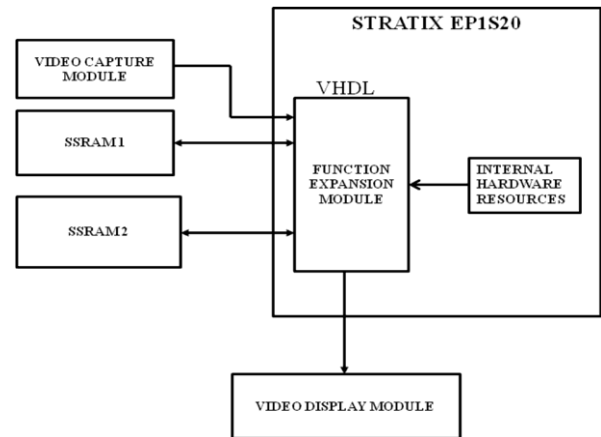 STRATIX EP1S20
VIDEO CAPTURE
MODULE
VHDL
SSRAM 1
FUNCTION
EXPANSION
MODULE
INTERNAL
HARDWARE
RESOURCES
SSRAM 2
VIDEO DISPLAY MODULE